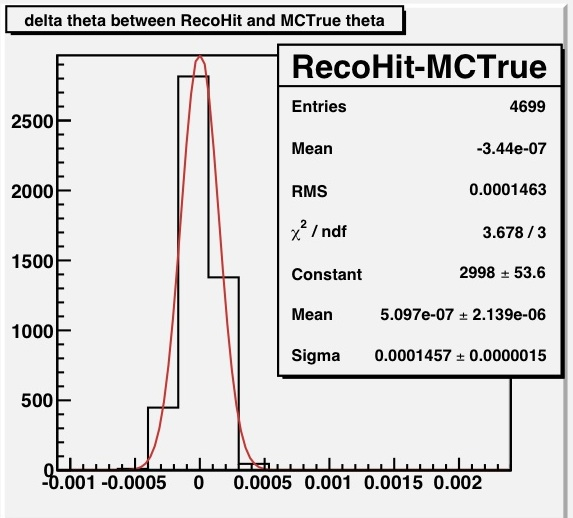 delta theta between RecoHit and MCTrue theta
RecoHit-MCTrue
Entries 4699
Mean -3.44e-07
RMS 0.0001463
χ² / ndf 3.678 / 3
Constant 2998 ± 53.6
Mean 5.097e-07 ± 2.139e-06
Sigma 0.0001457 ± 0.0000015
2500
2000
1500
1000
500
0
-0.001 -0.0005 0 0.0005 0.001 0.0015 0.002